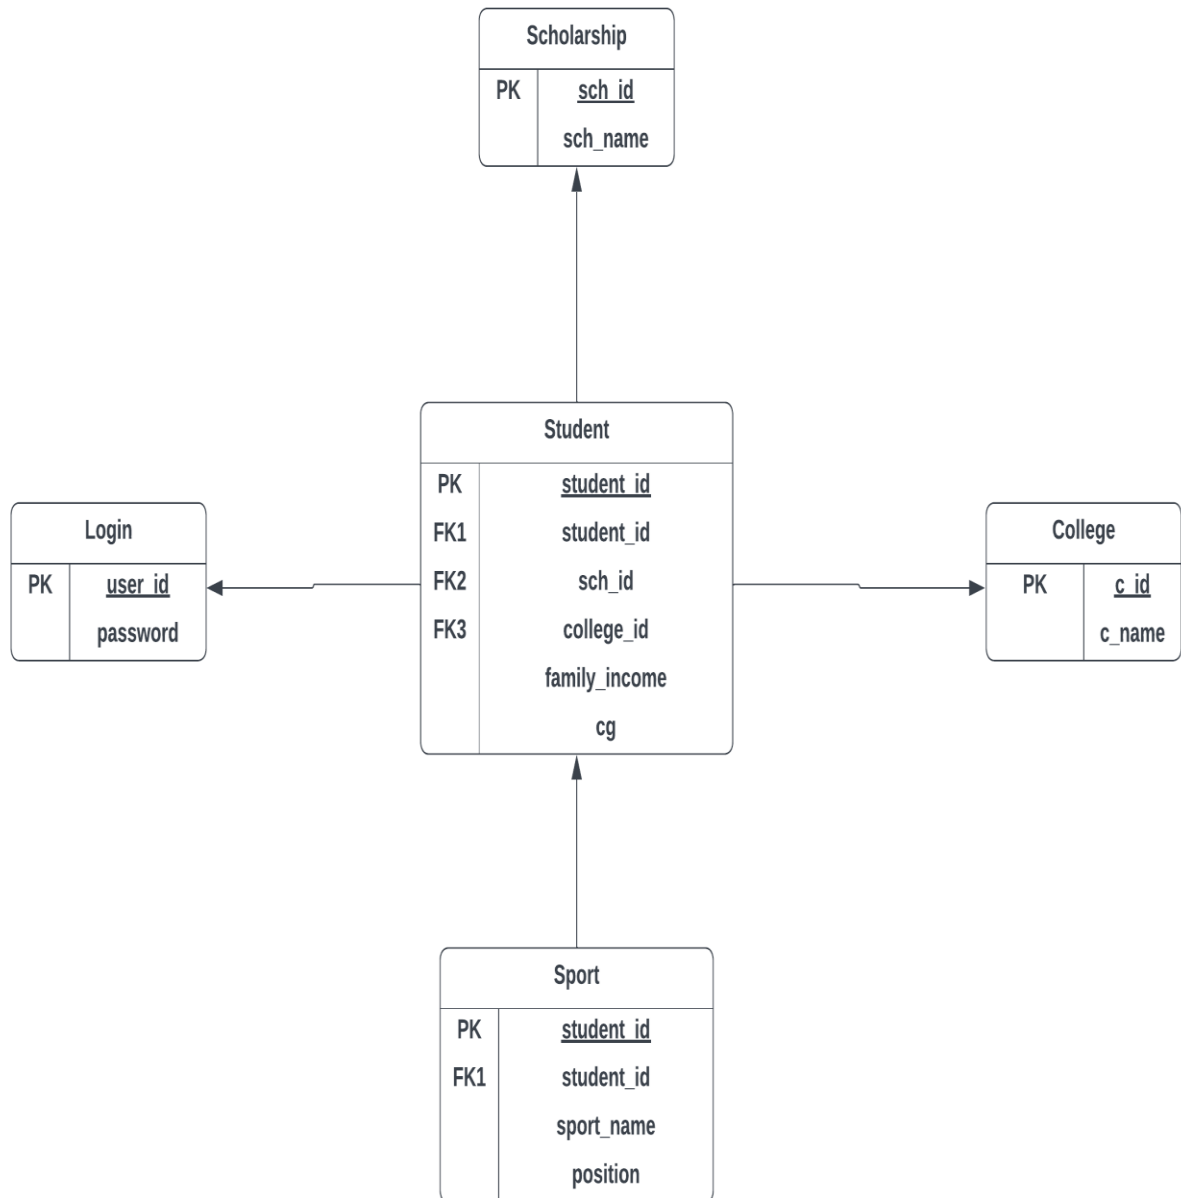 Scholarship
PK sch_id
sch_name
Student
PK student_id
FK1 student_id
FK2 sch_id
FK3 college_id
family_income
cg
Login
PK user_id
password
College
PK c_id
c_name
Sport
PK student_id
FK1 student_id
sport_name
position